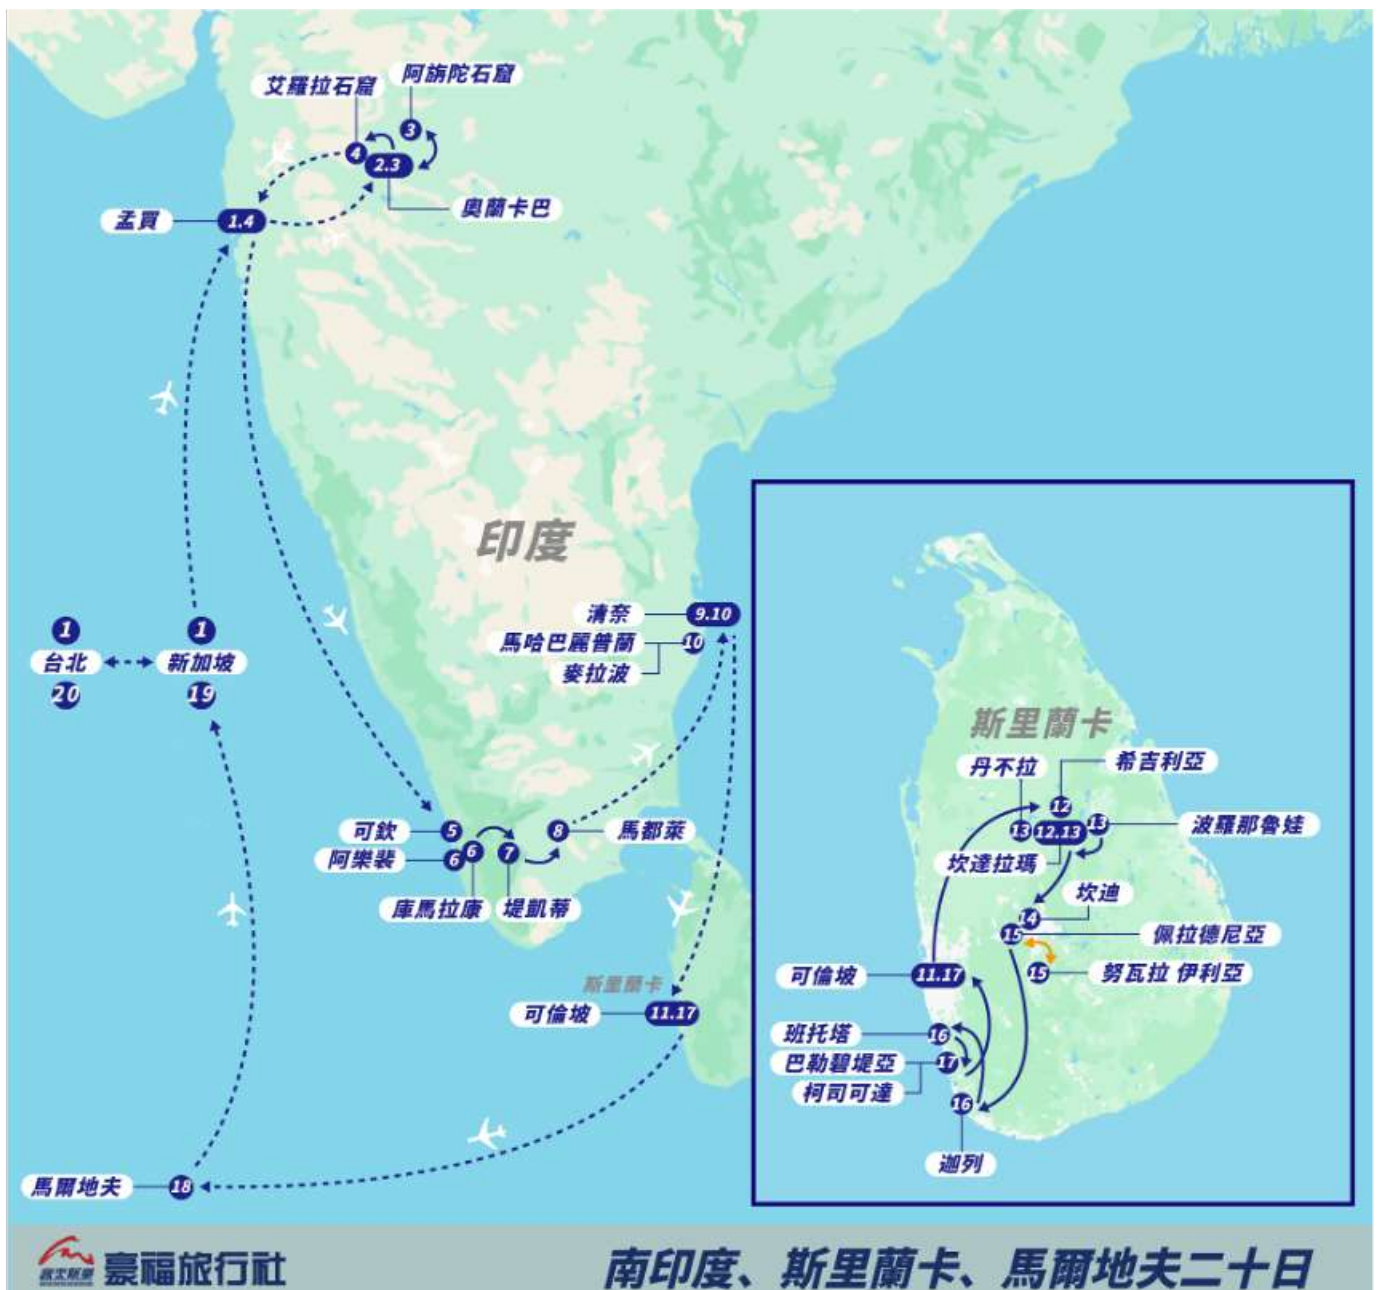 艾羅拉石窟
阿旃陀石窟
3
4
2.3
奧蘭卡巴
孟買
1.4
印度
清奈
9.10
馬哈巴麗普蘭
10
麥拉波
1
1
台北
新加坡
20
19
可欽
5
8
馬都萊
阿樂裴
6
6
7
庫馬拉康
堤凱蒂
斯里蘭卡
可倫坡
11.17
馬爾地夫
18
斯里蘭卡
丹不拉
希吉利亞
12
13
12.13
13
波羅那魯娃
坎達拉瑪
坎迪
14
15
佩拉德尼亞
可倫坡
11.17
15
努瓦拉 伊利亞
班托塔
16
巴勒碧堤亞
17
柯司可達
16
迦列
豪福旅行社
南印度、斯里蘭卡、馬爾地夫二十日